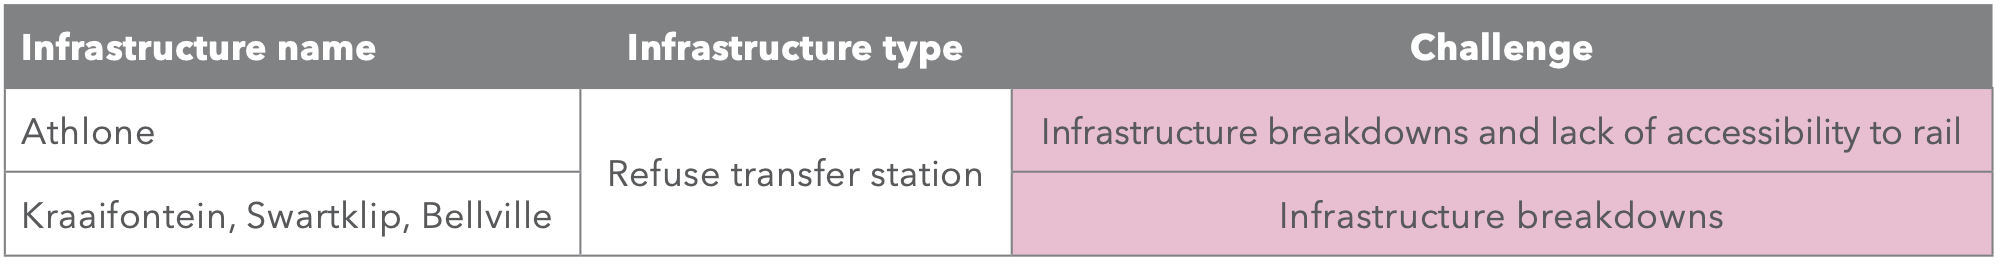 Infrastructure name Infrastructure type Challenge
Athlone Infrastructure breakdowns and lack of accessibility to rail
Refuse transfer station
Kraaifontein, Swartklip, Bellville Infrastructure breakdowns